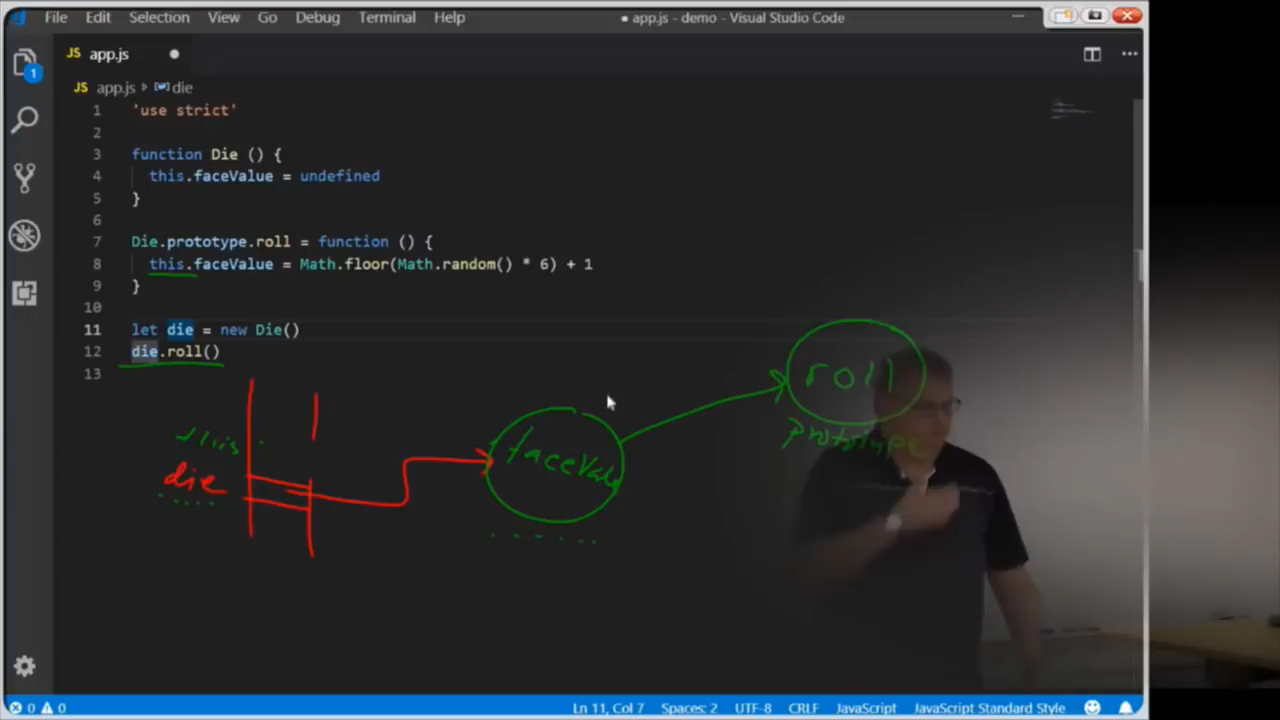 File Edit Selection View Go Debug Terminal Help ● app.js - demo - Visual Studio Code
JS app.js ●
1
JS app.js die
1 'use strict'
2
3 function Die () {
4 this.faceValue = undefined
5 }
6
7 Die.prototype.roll = function () {
8 this.faceValue = Math.floor(Math.random() * 6) + 1
9 }
10
11 let die = new Die()
12 die.roll()
13
roll
prototype
this
faceValue
die
0 0 Ln 11, Col 7 Spaces: 2 UTF-8 CRLF JavaScript JavaScript Standard Style